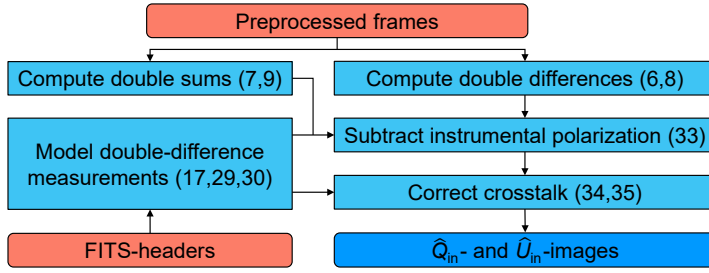 Preprocessed frames
Compute double sums (7,9)
Compute double differences (6,8)
Model double-difference
measurements (17,29,30)
Subtract instrumental polarization (33)
Correct crosstalk (34,35)
FITS-headers
Q̂in- and Ûin-images